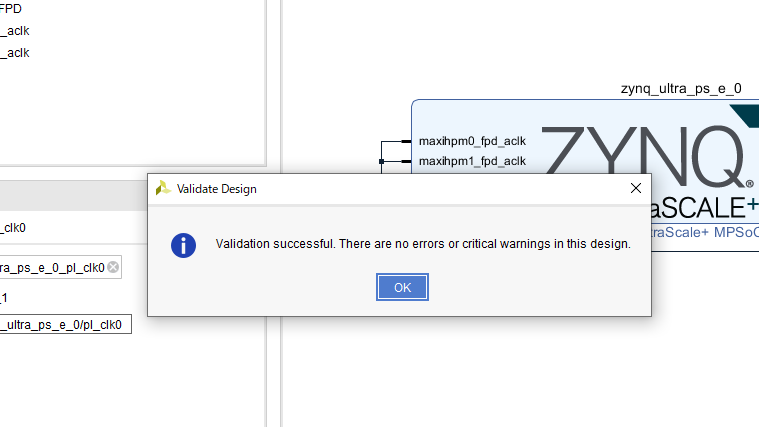 FPD
_aclk
_aclk
zynq_ultra_ps_e_0
maxihpm0_fpd_aclk
maxihpm1_fpd_aclk
ZYNQ®
aSCALE+
traScale+ MPSoC
Validate Design
Validation successful. There are no errors or critical warnings in this design.
OK
_clk0
ra_ps_e_0_pl_clk0
_1
_ultra_ps_e_0/pl_clk0